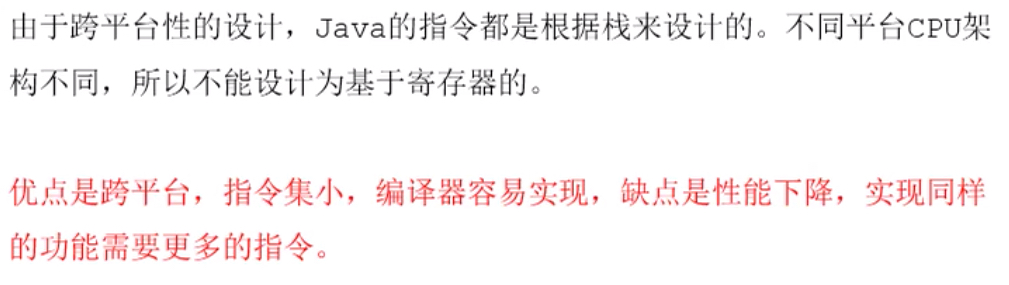 由于跨平台性的设计，Java的指令都是根据栈来设计的。不同平台CPU架
构不同，所以不能设计为基于寄存器的。
优点是跨平台，指令集小，编译器容易实现，缺点是性能下降，实现同样
的功能需要更多的指令。